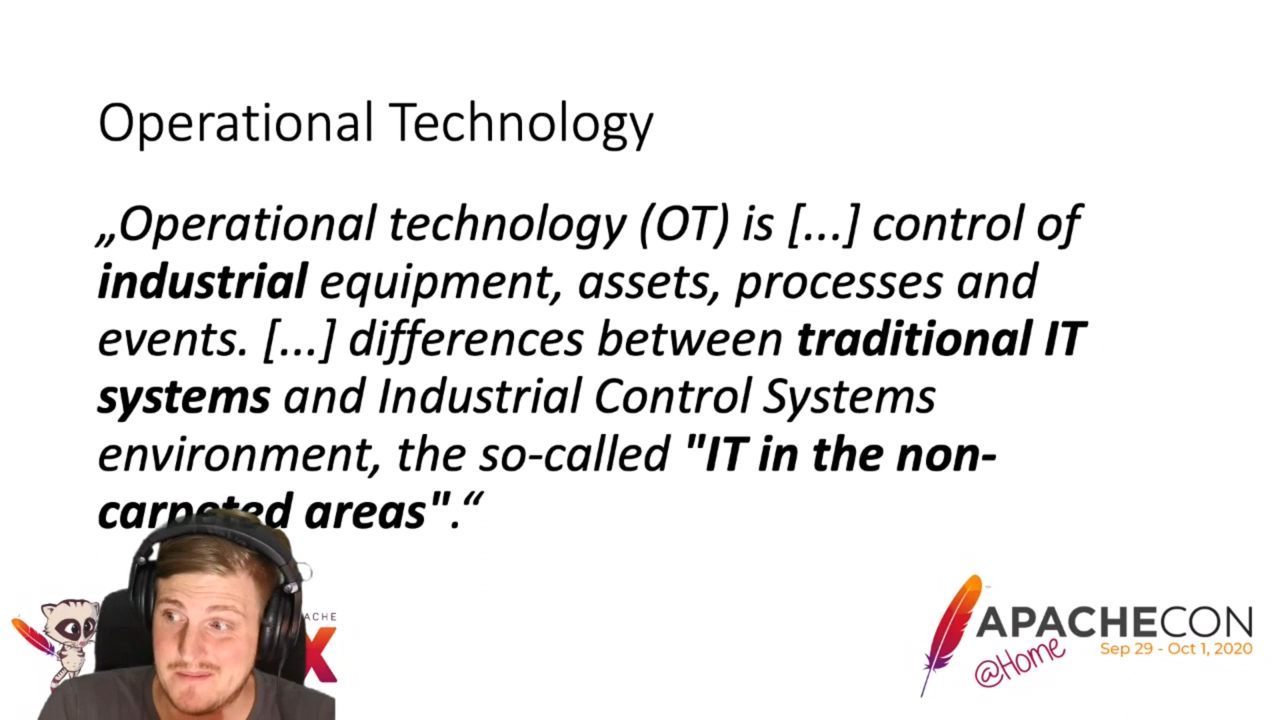 Operational Technology
„Operational technology (OT) is [...] control of
industrial equipment, assets, processes and
events. [...] differences between traditional IT
systems and Industrial Control Systems
environment, the so-called "IT in the non-
carpeted areas".“
APACHECON
@Home
Sep 29 - Oct 1, 2020